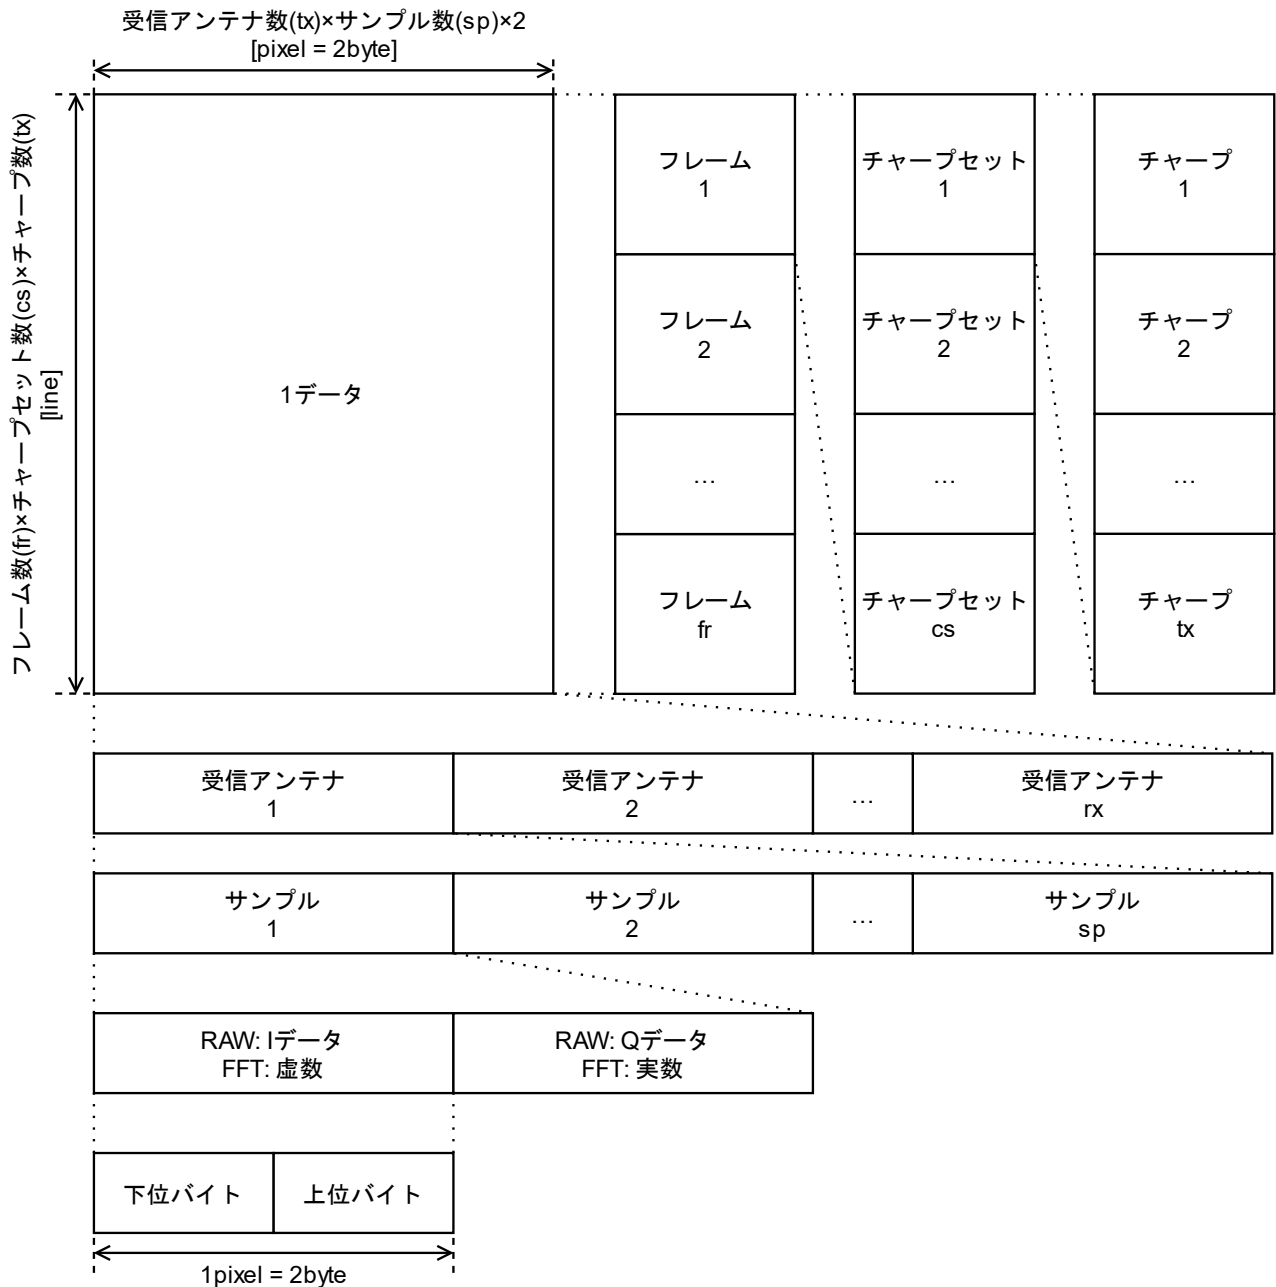 受信アンテナ数(tx)×サンプル数(sp)×2
[pixel = 2byte]
フレーム数(fr)×チャープセット数(cs)×チャープ数(tx)
[line]
1データ
フレーム
1
チャープセット
1
チャープ
1
フレーム
2
チャープセット
2
チャープ
2
…
…
…
フレーム
fr
チャープセット
cs
チャープ
tx
受信アンテナ
1
受信アンテナ
2
…
受信アンテナ
rx
サンプル
1
サンプル
2
…
サンプル
sp
RAW: Iデータ
FFT: 虚数
RAW: Qデータ
FFT: 実数
下位バイト
上位バイト
1pixel = 2byte